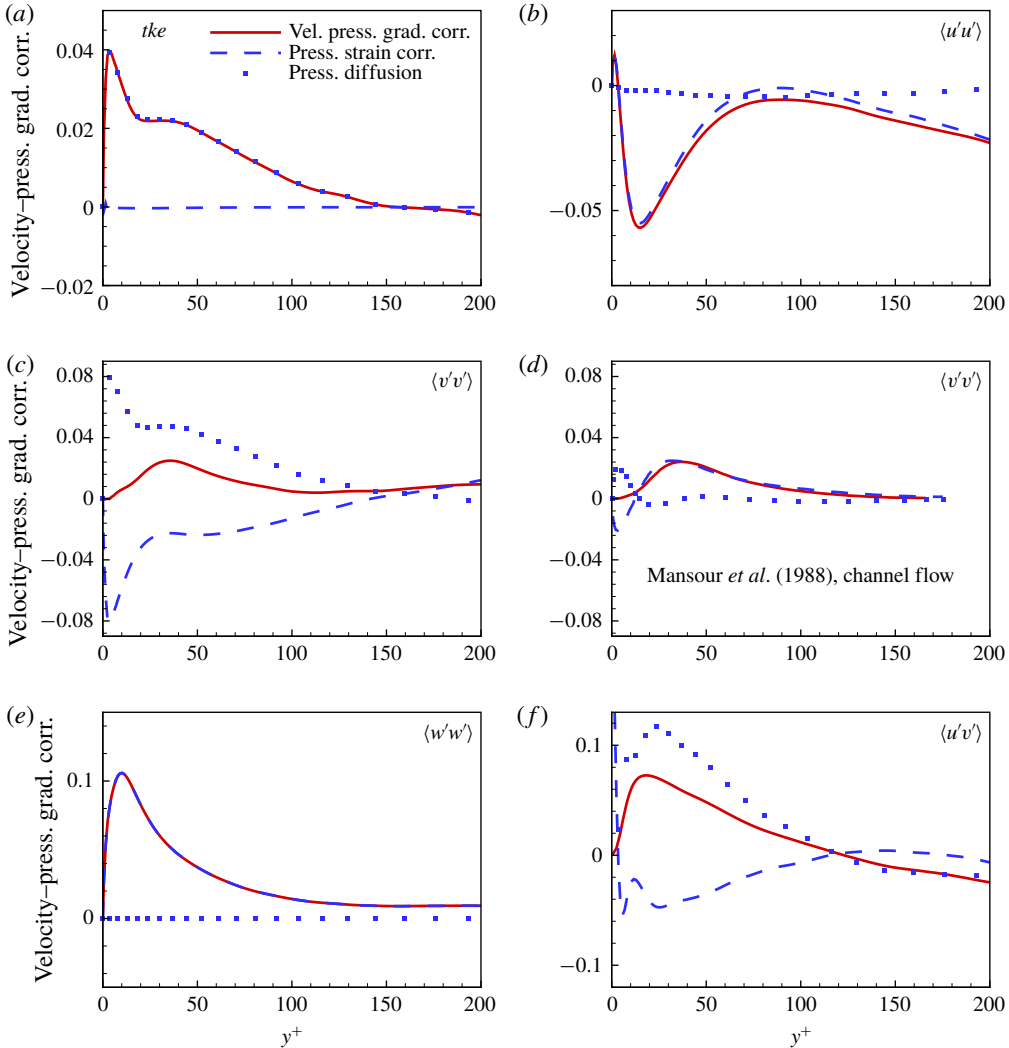 (a)
tke
Vel. press. grad. corr.
Press. strain corr.
Press. diffusion
Velocity–press. grad. corr.
0.04
0.02
0
−0.02
0
50
100
150
200
(b)
⟨u′u′⟩
0
−0.05
0
50
100
150
200
(c)
⟨v′v′⟩
Velocity–press. grad. corr.
0.08
0.04
0
−0.04
−0.08
0
50
100
150
200
(d)
⟨v′v′⟩
0.08
0.04
0
−0.04
−0.08
Mansour et al. (1988), channel flow
0
50
100
150
200
(e)
⟨w′w′⟩
Velocity–press. grad. corr.
0.1
0
0
50
100
150
200
y+
(f)
⟨u′v′⟩
0.1
0
−0.1
0
50
100
150
200
y+